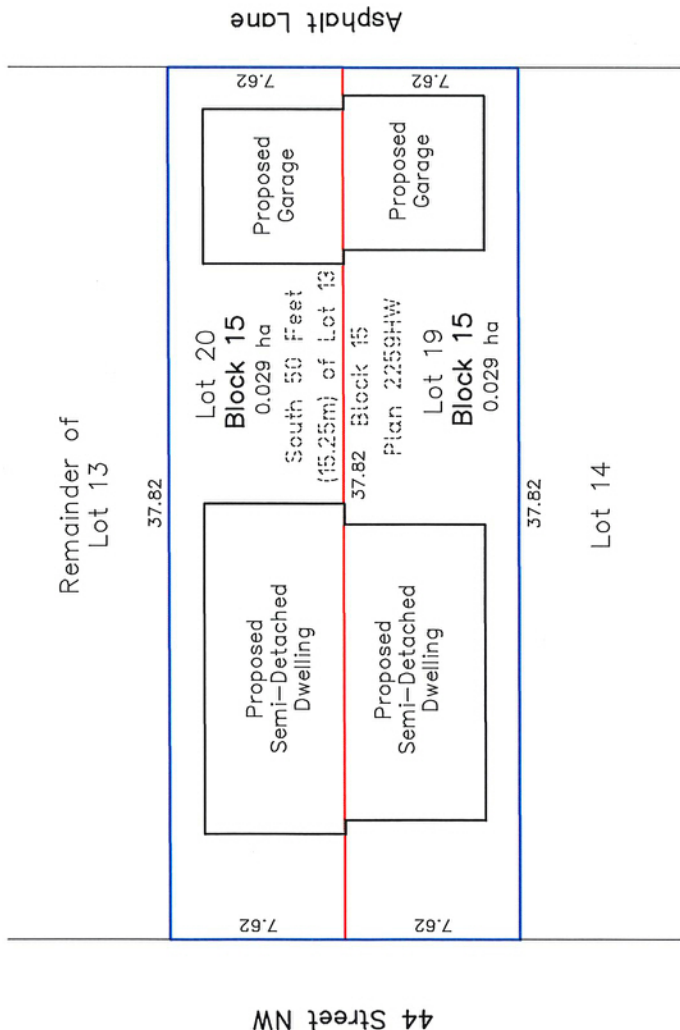 Asphalt Lane
Remainder of
Lot 13
37.82
7.62
7.62
Proposed
Garage
Proposed
Garage
Lot 20
Block 15
0.029 ha
South 50 Feet
(15.25m) of Lot 13
Block 15
Plan 2259HW
37.82
Lot 19
Block 15
0.029 ha
37.82
Lot 14
Proposed
Semi-Detached
Dwelling
Proposed
Semi-Detached
Dwelling
7.62
7.62
44 Street NW